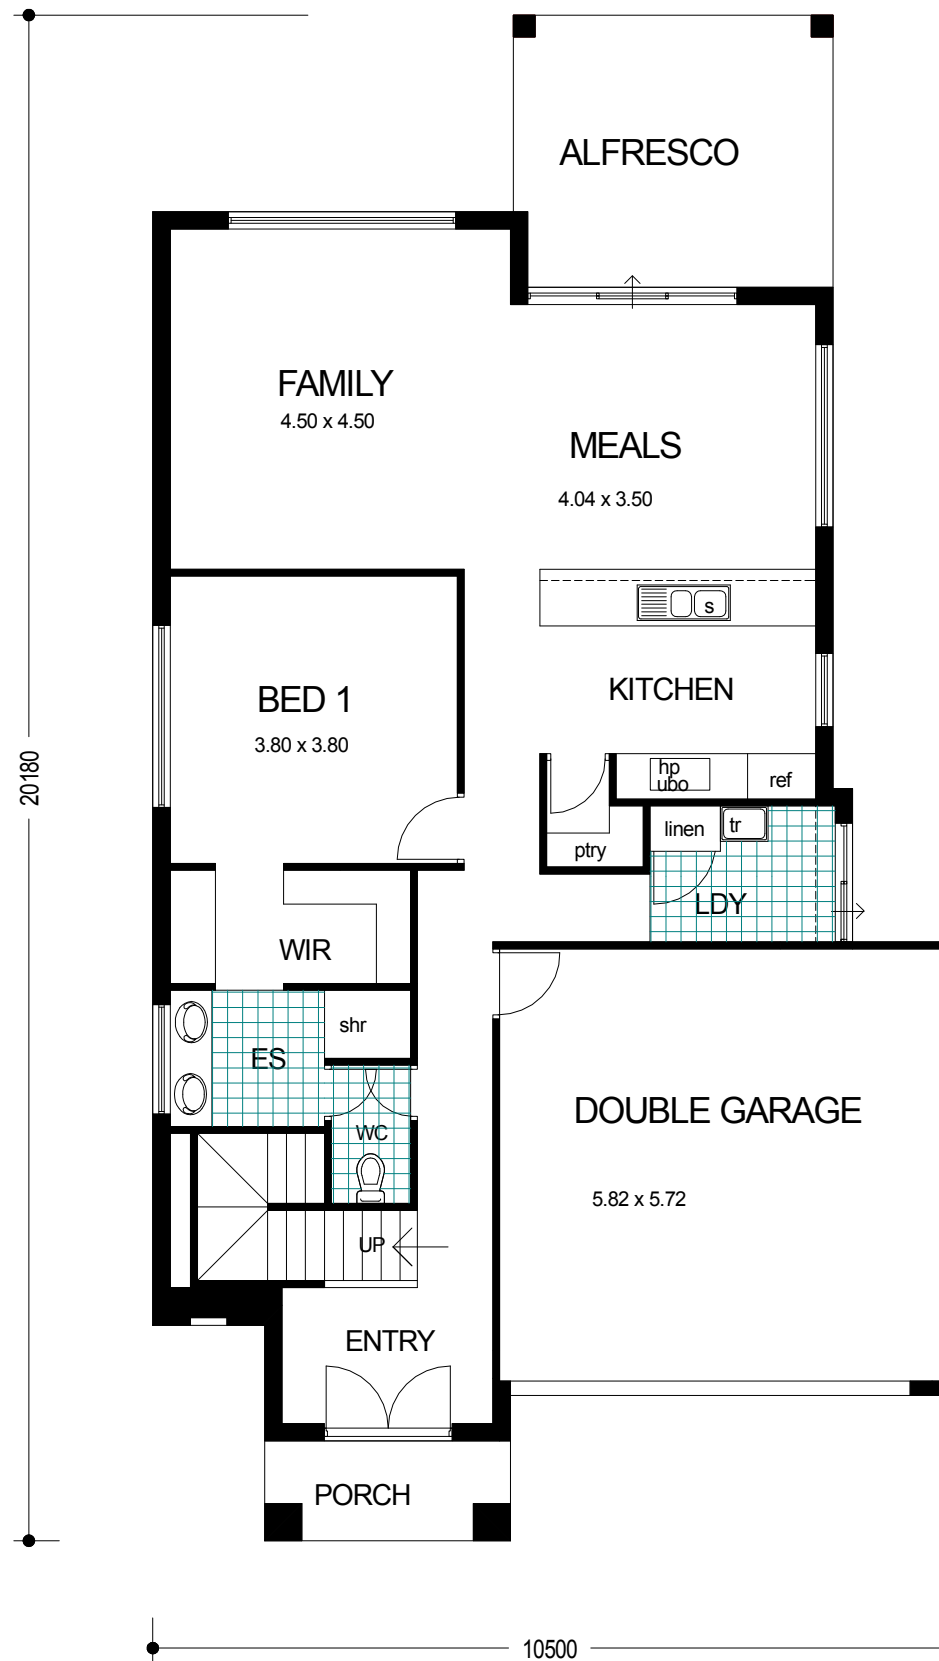 ALFRESCO
FAMILY
4.50 x 4.50
MEALS
4.04 x 3.50
s
BED 1
3.80 x 3.80
KITCHEN
hp
ubo
ref
20180
linen
tr
ptry
LDY
WIR
shr
ES
DOUBLE GARAGE
5.82 x 5.72
WC
UP
ENTRY
PORCH
10500